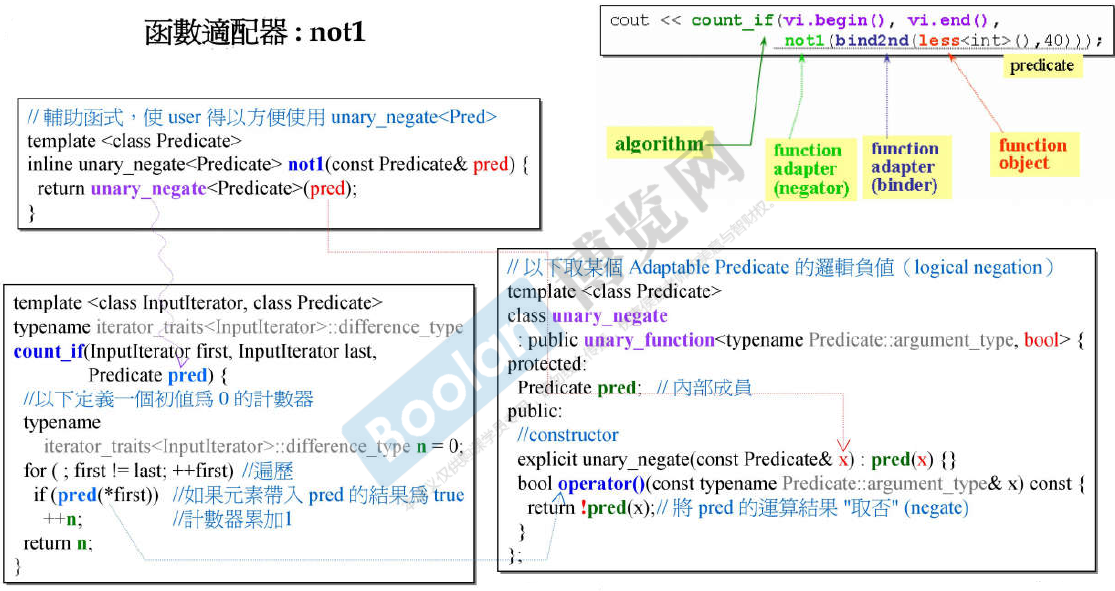 函數適配器 : not1
cout << count_if(vi.begin(), vi.end(),
not1(bind2nd(less<int>(),40)));
predicate
algorithm
function
adapter
(negator)
function
adapter
(binder)
function
object
// 輔助函式，使 user 得以方便使用 unary_negate<Pred>
template <class Predicate>
inline unary_negate<Predicate> not1(const Predicate& pred) {
return unary_negate<Predicate>(pred);
}
template <class InputIterator, class Predicate>
typename iterator_traits<InputIterator>::difference_type
count_if(InputIterator first, InputIterator last,
Predicate pred) {
//以下定義一個初值爲 0 的計數器
typename
iterator_traits<InputIterator>::difference_type n = 0;
for ( ; first != last; ++first) //遍歷
if (pred(*first)) //如果元素帶入 pred 的結果爲 true
++n; //計數器累加1
return n;
}
// 以下取某個 Adaptable Predicate 的邏輯負值（logical negation）
template <class Predicate>
class unary_negate
: public unary_function<typename Predicate::argument_type, bool> {
protected:
Predicate pred; // 內部成員
public:
//constructor
explicit unary_negate(const Predicate& x) : pred(x) {}
bool operator()(const typename Predicate::argument_type& x) const {
return !pred(x); // 將 pred 的運算結果 "取否" (negate)
}
};
Boolan
博览网